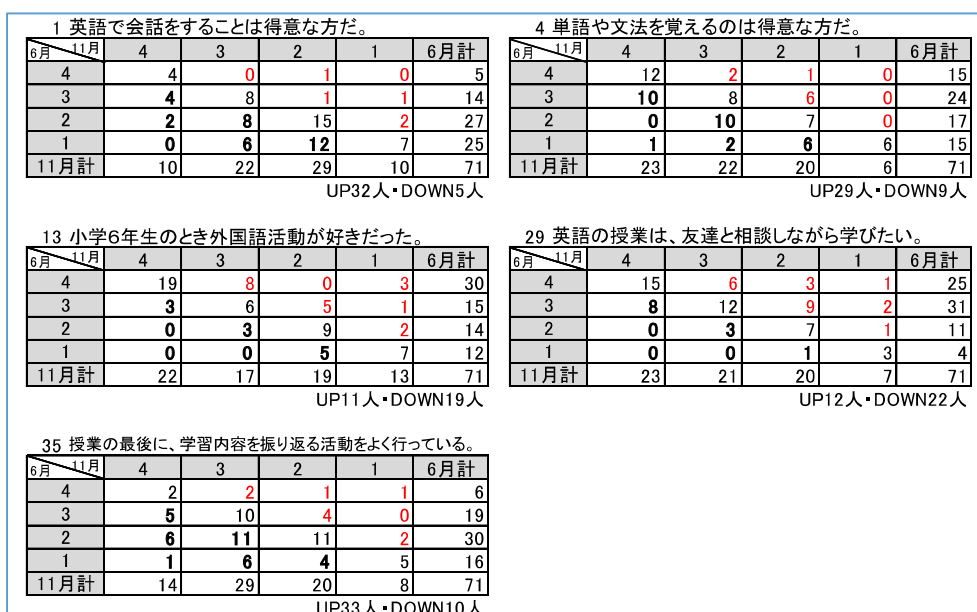 1 英語で会話をすることは得意な方だ。
6月 11月 4 3 2 1 6月計
4 4 0 1 0 5
3 4 8 1 1 14
2 2 8 15 2 27
1 0 6 12 7 25
11月計 10 22 29 10 71
UP32人・DOWN5人
4 単語や文法を覚えるのは得意な方だ。
6月 11月 4 3 2 1 6月計
4 12 2 1 0 15
3 10 8 6 0 24
2 0 10 7 0 17
1 1 2 6 6 15
11月計 23 22 20 6 71
UP29人・DOWN9人
13 小学6年生のとき外国語活動が好きだった。
6月 11月 4 3 2 1 6月計
4 19 8 0 3 30
3 3 6 5 1 15
2 0 3 9 2 14
1 0 0 5 7 12
11月計 22 17 19 13 71
UP11人・DOWN19人
29 英語の授業は、友達と相談しながら学びたい。
6月 11月 4 3 2 1 6月計
4 15 6 3 1 25
3 8 12 9 2 31
2 0 3 7 1 11
1 0 0 1 3 4
11月計 23 21 20 7 71
UP12人・DOWN22人
35 授業の最後に、学習内容を振り返る活動をよく行っている。
6月 11月 4 3 2 1 6月計
4 2 2 1 1 6
3 5 10 4 0 19
2 6 11 11 2 30
1 1 6 4 5 16
11月計 14 29 20 8 71
UP33人・DOWN10人